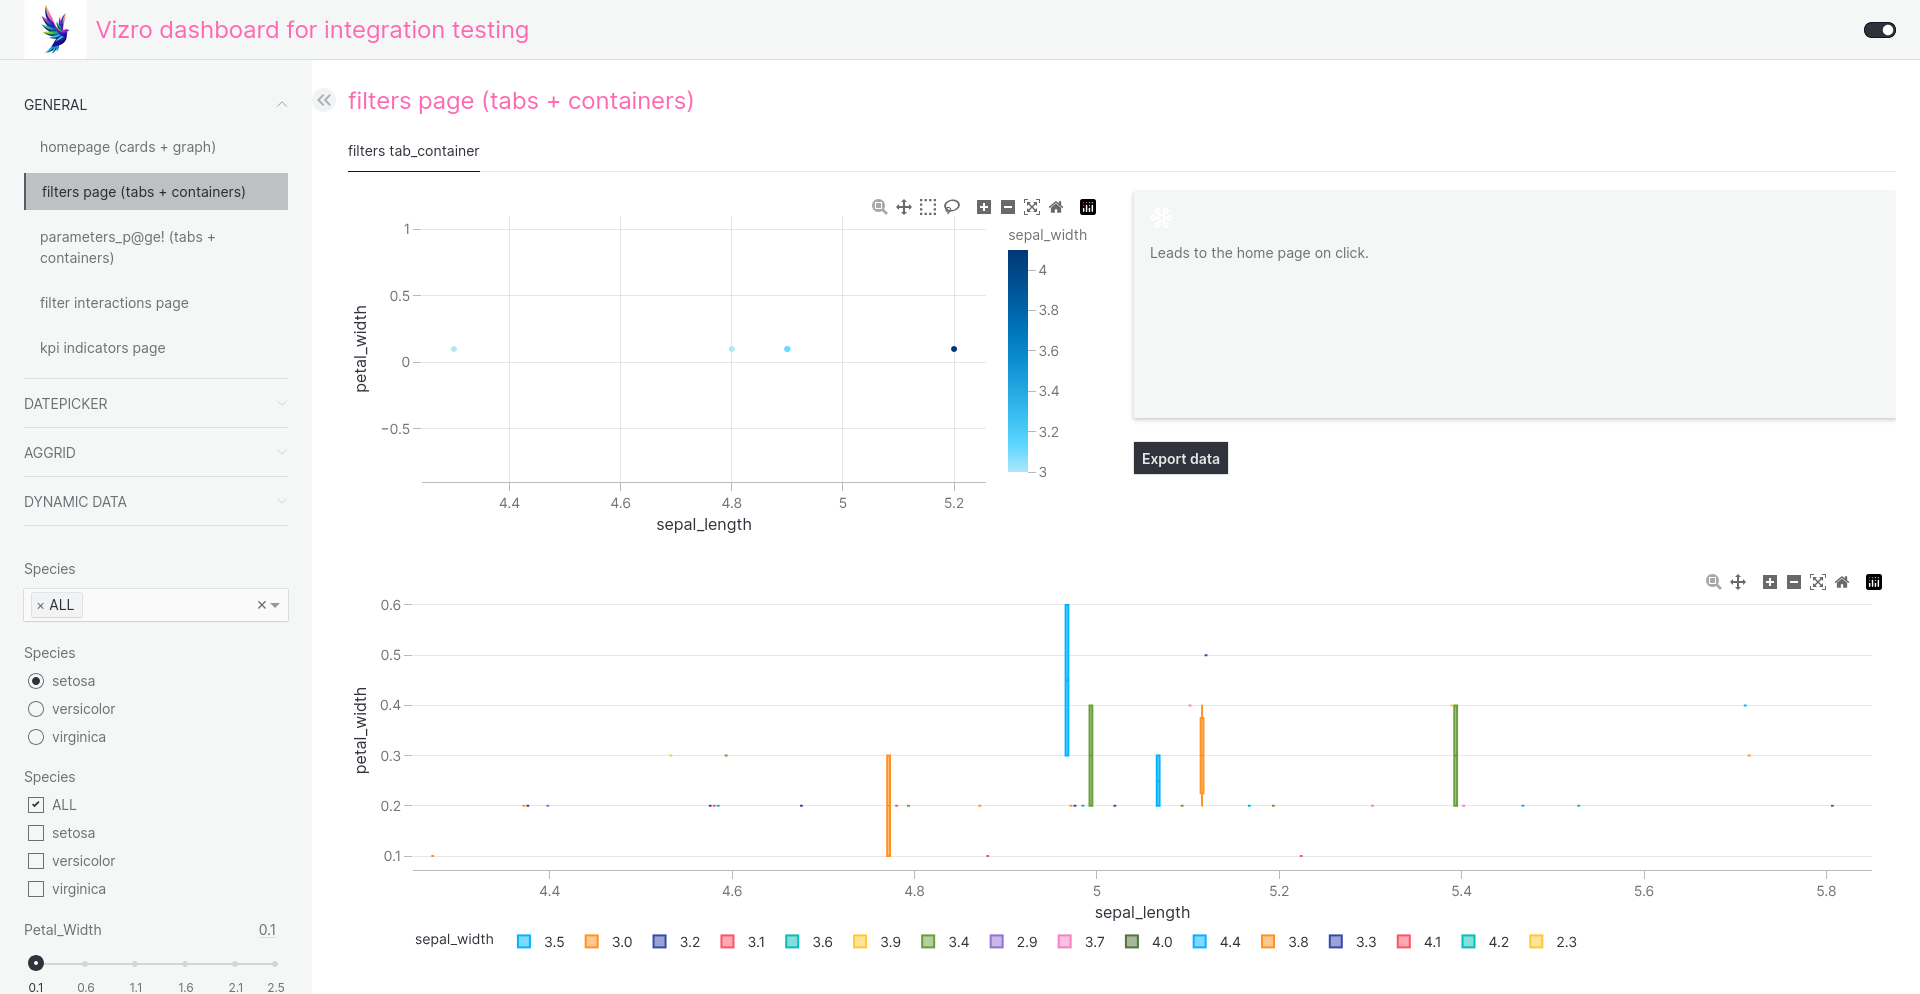 Vizro dashboard for integration testing
GENERAL
homepage (cards + graph)
filters page (tabs + containers)
parameters_p@ge! (tabs +
containers)
filter interactions page
kpi indicators page
DATEPICKER
AGGRID
DYNAMIC DATA
Species
× ALL
Species
setosa
versicolor
virginica
Species
ALL
setosa
versicolor
virginica
Petal_Width 0.1
0.1 0.6 1.1 1.6 2.1 2.5
filters page (tabs + containers)
filters tab_container
sepal_width
4
3.8
3.6
3.4
3.2
3
1
0.5
0
−0.5
petal_width
4.4 4.6 4.8 5 5.2
sepal_length
Leads to the home page on click.
Export data
0.6
0.5
0.4
0.3
0.2
0.1
petal_width
4.4 4.6 4.8 5 5.2 5.4 5.6 5.8
sepal_length
sepal_width 3.5 3.0 3.2 3.1 3.6 3.9 3.4 2.9 3.7 4.0 4.4 3.8 3.3 4.1 4.2 2.3